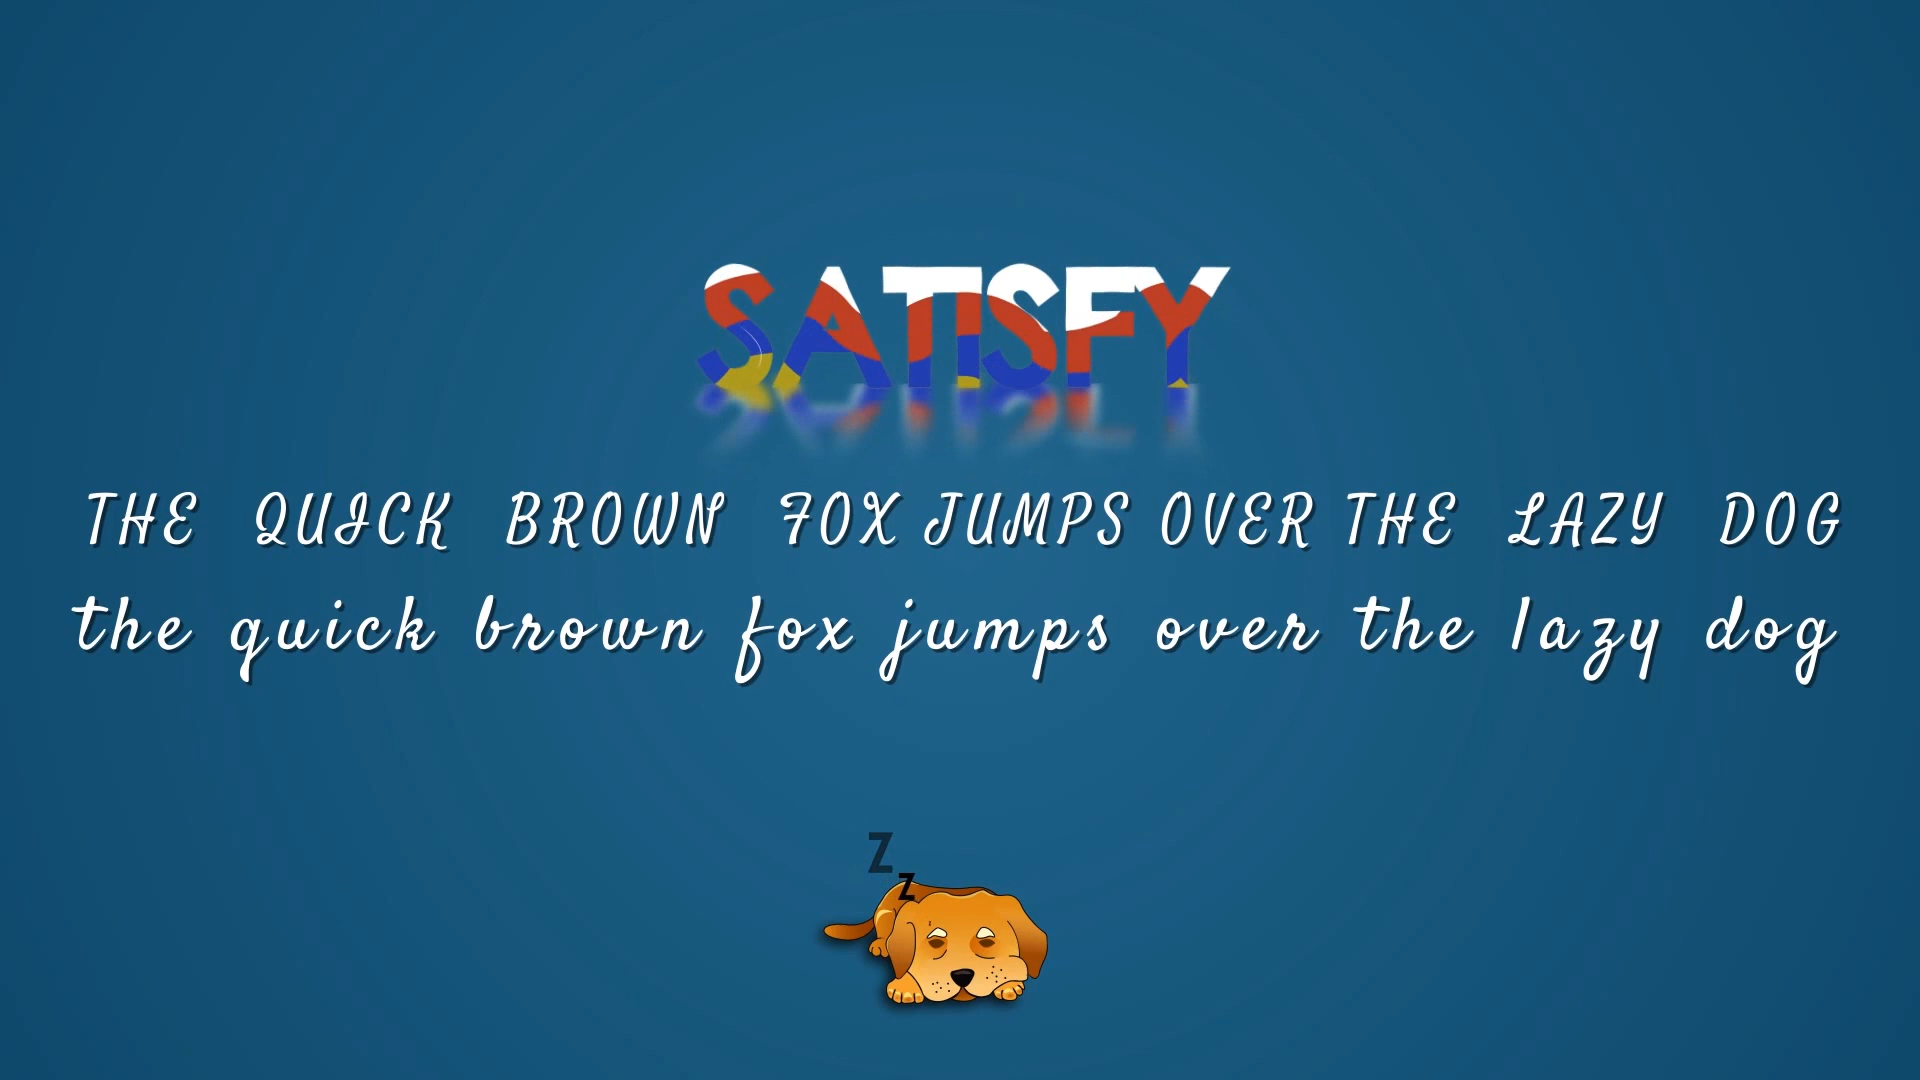 SATISFY
THE QUICK BROWN FOX JUMPS OVER THE LAZY DOG
the quick brown fox jumps over the lazy dog
Z
z